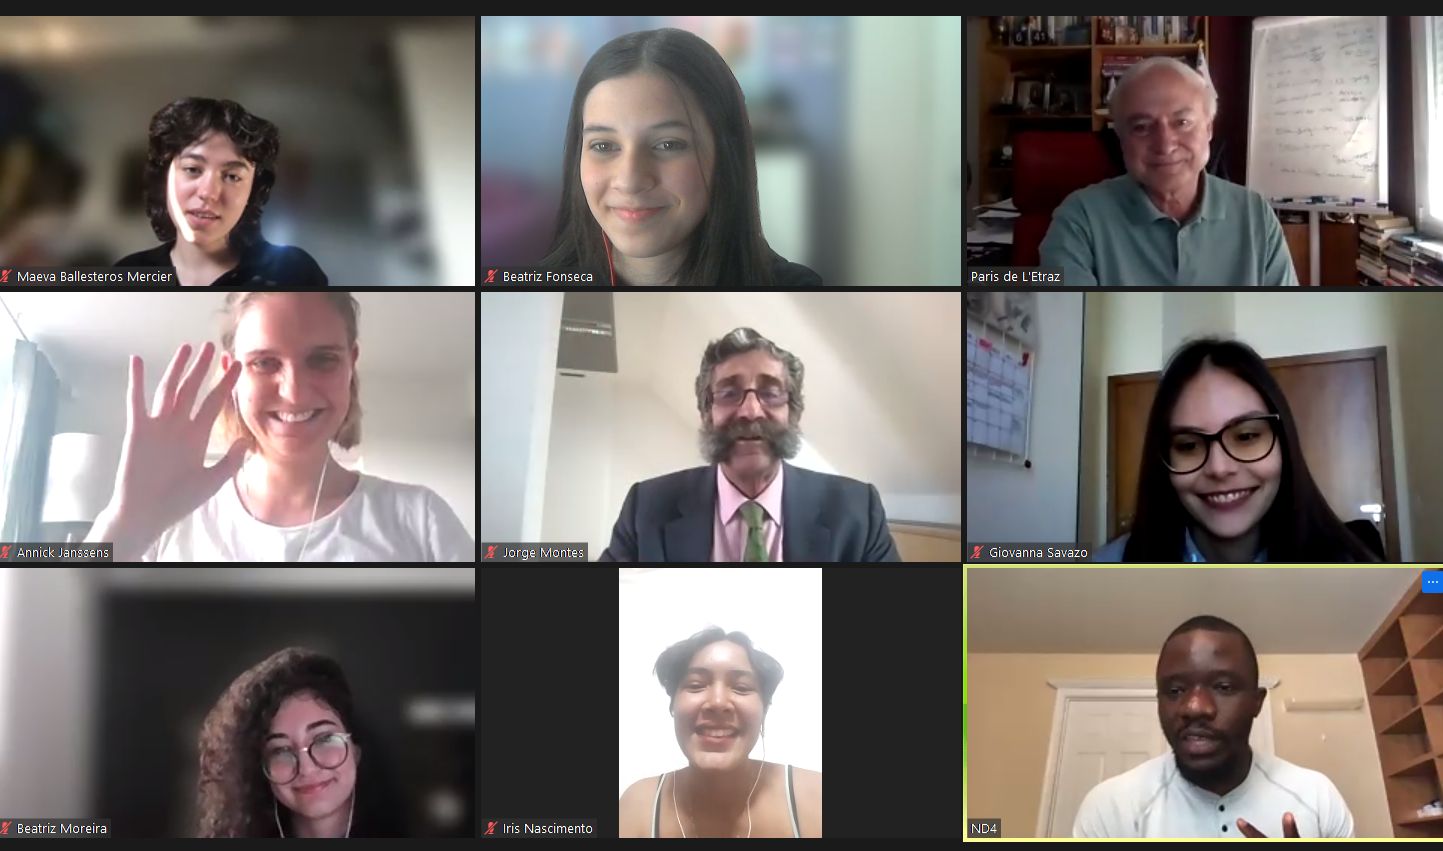 Maeva Ballesteros Mercier
Beatriz Fonseca
Paris de L'Etraz
Annick Janssens
Jorge Montes
Giovanna Savazo
Beatriz Moreira
Iris Nascimento
ND4